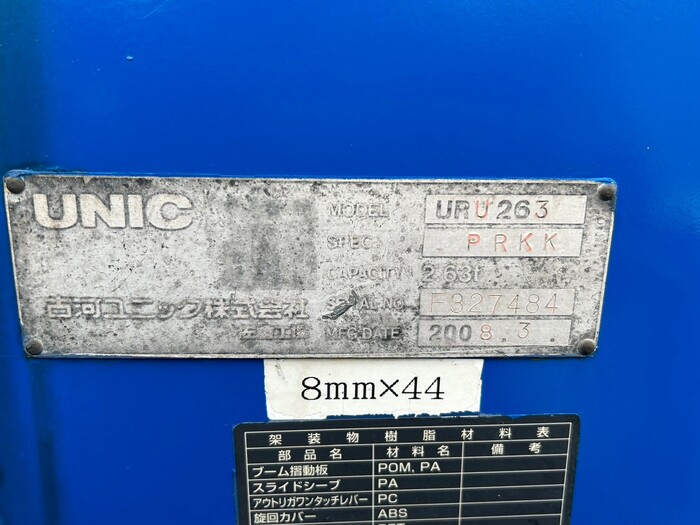 UNIC
MODEL URU263
SPEC. PRKK
CAPACITY 2.63t
古河ユニック株式会社 SERIAL NO. F327484
MFG.DATE 2008.3
8mm×44
架装物樹脂材料表
部品名 材料名 備考
ブーム摺動板 POM, PA
スライドシーブ PA
アウトリガワンタッチレバー PC
旋回カバー ABS